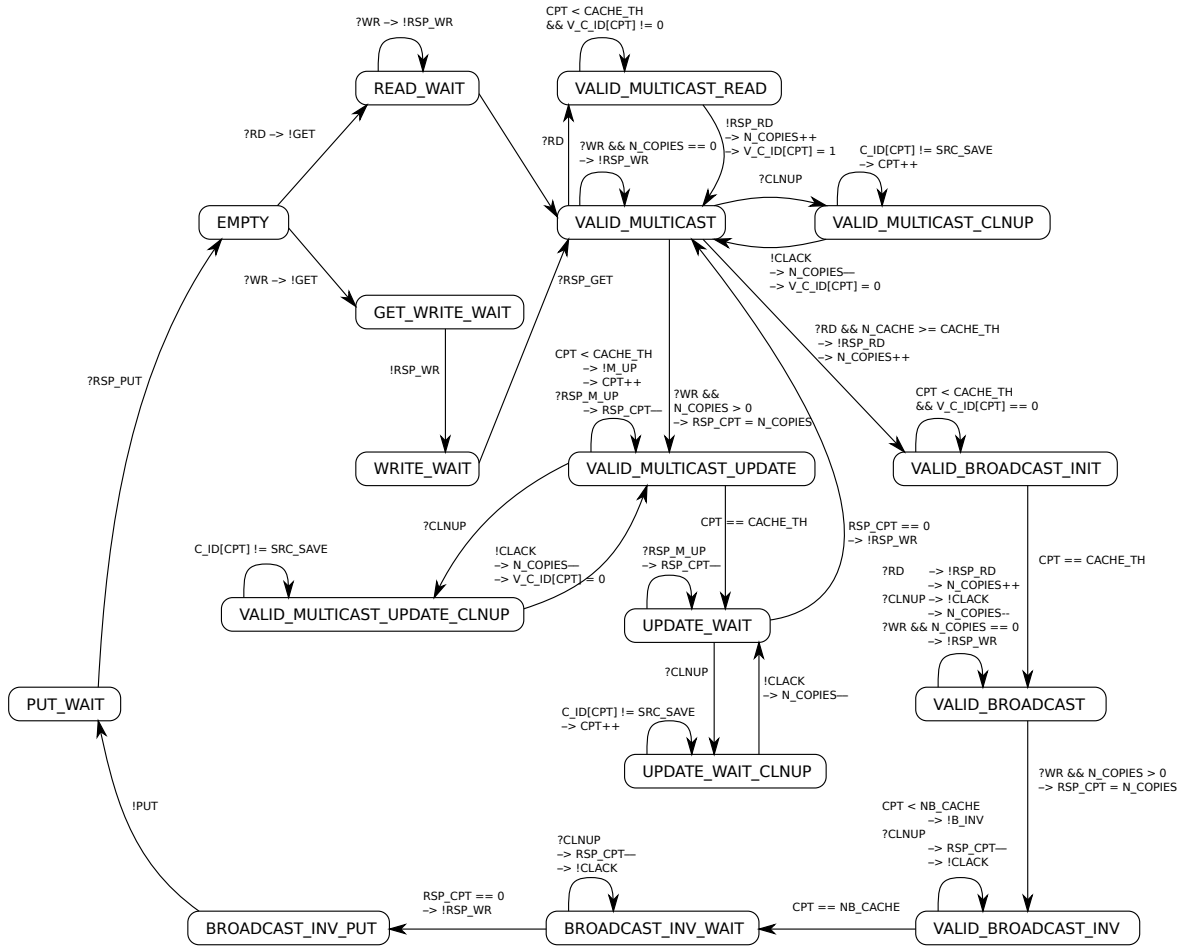 CPT < CACHE_TH
&& V_C_ID[CPT] != 0
?WR –> !RSP_WR
READ_WAIT
VALID_MULTICAST_READ
!RSP_RD
–> N_COPIES++
–> V_C_ID[CPT] = 1
?RD –> !GET
?RD
?WR && N_COPIES == 0
–> !RSP_WR
C_ID[CPT] != SRC_SAVE
–> CPT++
?CLNUP
EMPTY
VALID_MULTICAST
VALID_MULTICAST_CLNUP
!CLACK
–> N_COPIES––
–> V_C_ID[CPT] = 0
?WR –> !GET
?RSP_GET
GET_WRITE_WAIT
?RD && N_CACHE >= CACHE_TH
–> !RSP_RD
–> N_COPIES++
!RSP_WR
CPT < CACHE_TH
–> !M_UP
–> CPT++
?RSP_M_UP
–> RSP_CPT––
?WR &&
N_COPIES > 0
–> RSP_CPT = N_COPIES
?RSP_PUT
CPT < CACHE_TH
&& V_C_ID[CPT] == 0
WRITE_WAIT
VALID_MULTICAST_UPDATE
VALID_BROADCAST_INIT
?CLNUP
CPT == CACHE_TH
RSP_CPT == 0
–> !RSP_WR
C_ID[CPT] != SRC_SAVE
!CLACK
–> N_COPIES––
–> V_C_ID[CPT] = 0
?RSP_M_UP
–> RSP_CPT––
CPT == CACHE_TH
?RD –> !RSP_RD
–> N_COPIES++
?CLNUP –> !CLACK
–> N_COPIES--
?WR && N_COPIES == 0
–> !RSP_WR
VALID_MULTICAST_UPDATE_CLNUP
UPDATE_WAIT
?CLNUP
!CLACK
–> N_COPIES––
PUT_WAIT
VALID_BROADCAST
C_ID[CPT] != SRC_SAVE
–> CPT++
UPDATE_WAIT_CLNUP
?WR && N_COPIES > 0
–> RSP_CPT = N_COPIES
!PUT
CPT < NB_CACHE
–> !B_INV
?CLNUP
–> RSP_CPT––
–> !CLACK
?CLNUP
–> RSP_CPT––
–> !CLACK
RSP_CPT == 0
–> !RSP_WR
CPT == NB_CACHE
BROADCAST_INV_PUT
BROADCAST_INV_WAIT
VALID_BROADCAST_INV